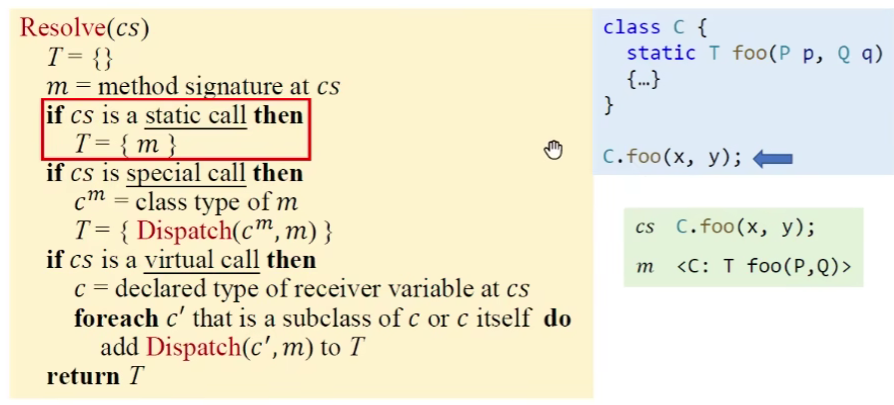 Resolve(cs)
T = {}
m = method signature at cs
if cs is a static call then
T = { m }
if cs is special call then
cᵐ = class type of m
T = { Dispatch(cᵐ, m) }
if cs is a virtual call then
c = declared type of receiver variable at cs
foreach c′ that is a subclass of c or c itself do
add Dispatch(c′, m) to T
return T
class C {
static T foo(P p, Q q)
{…}
}
C.foo(x, y);
cs C.foo(x, y);
m <C: T foo(P,Q)>